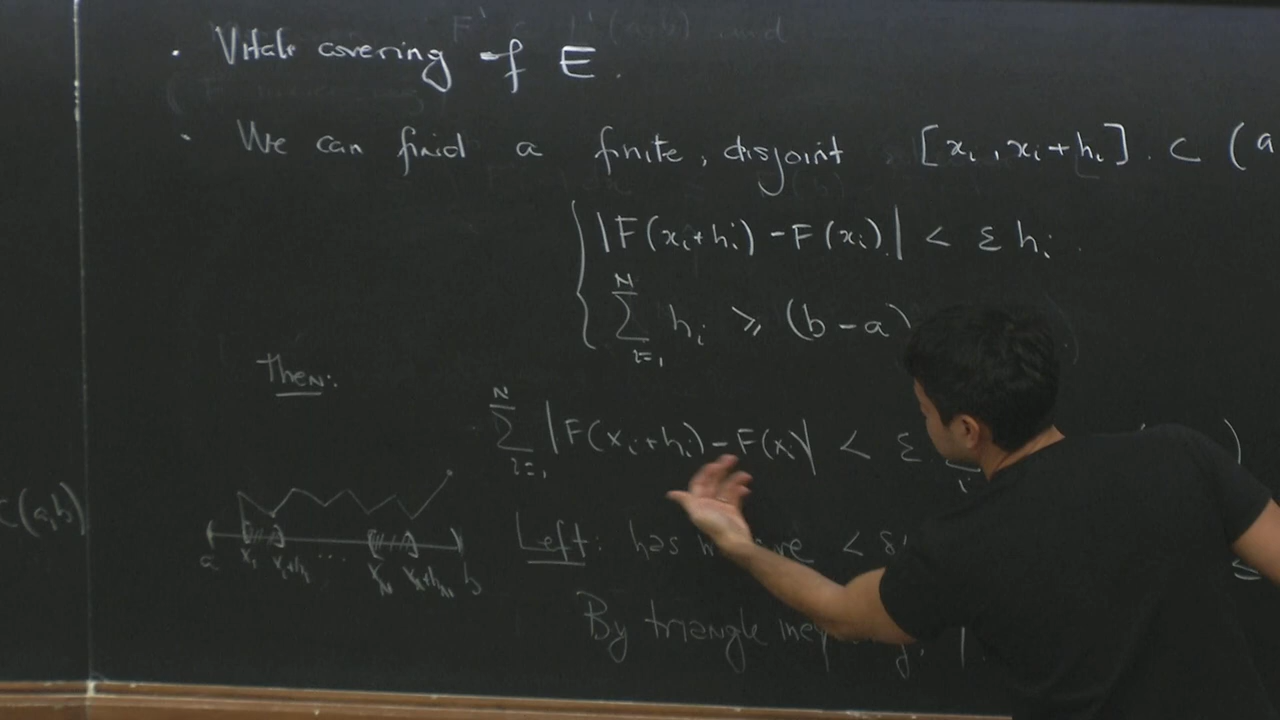 • Vitali covering of E.
• We can find a finite, disjoint [xᵢ, xᵢ+hᵢ] ⊂ (a
|F(xᵢ+hᵢ) - F(xᵢ)| < ε hᵢ.
∑ᵢ₌₁ᴺ hᵢ ⩾ (b-a)
Then:
∑ᵢ₌₁ᴺ |F(xᵢ+hᵢ) - F(xᵢ)| < ε
(a,b)
Left: has < δ
a x₁ x₁+h₁ ... x_N x_N+h_N b
By triangle